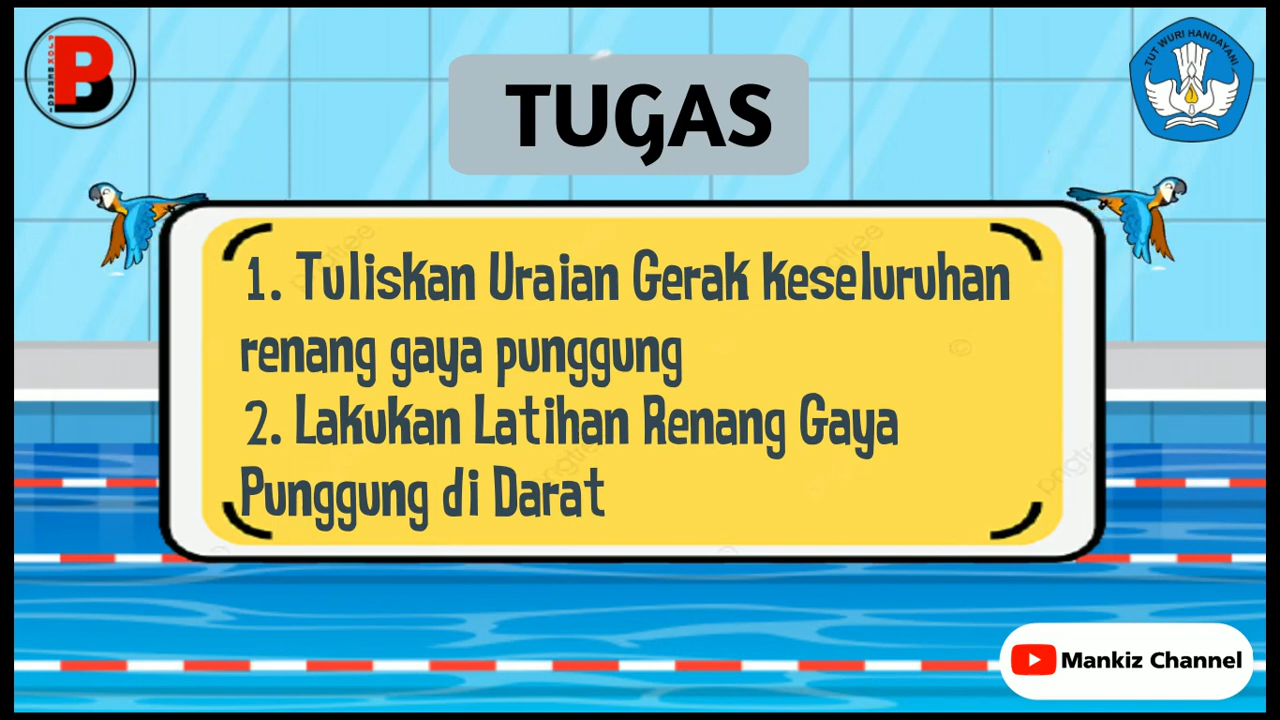 TUT WURI HANDAYANI
TUGAS
1. Tuliskan Uraian Gerak keseluruhan
renang gaya punggung
2. Lakukan Latihan Renang Gaya
Punggung di Darat
Mankiz Channel